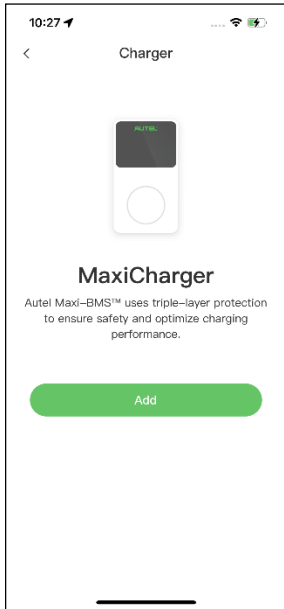 10:27
Charger
AUTEL
MaxiCharger
Autel Maxi-BMS™ uses triple-layer protection
to ensure safety and optimize charging
performance.
Add